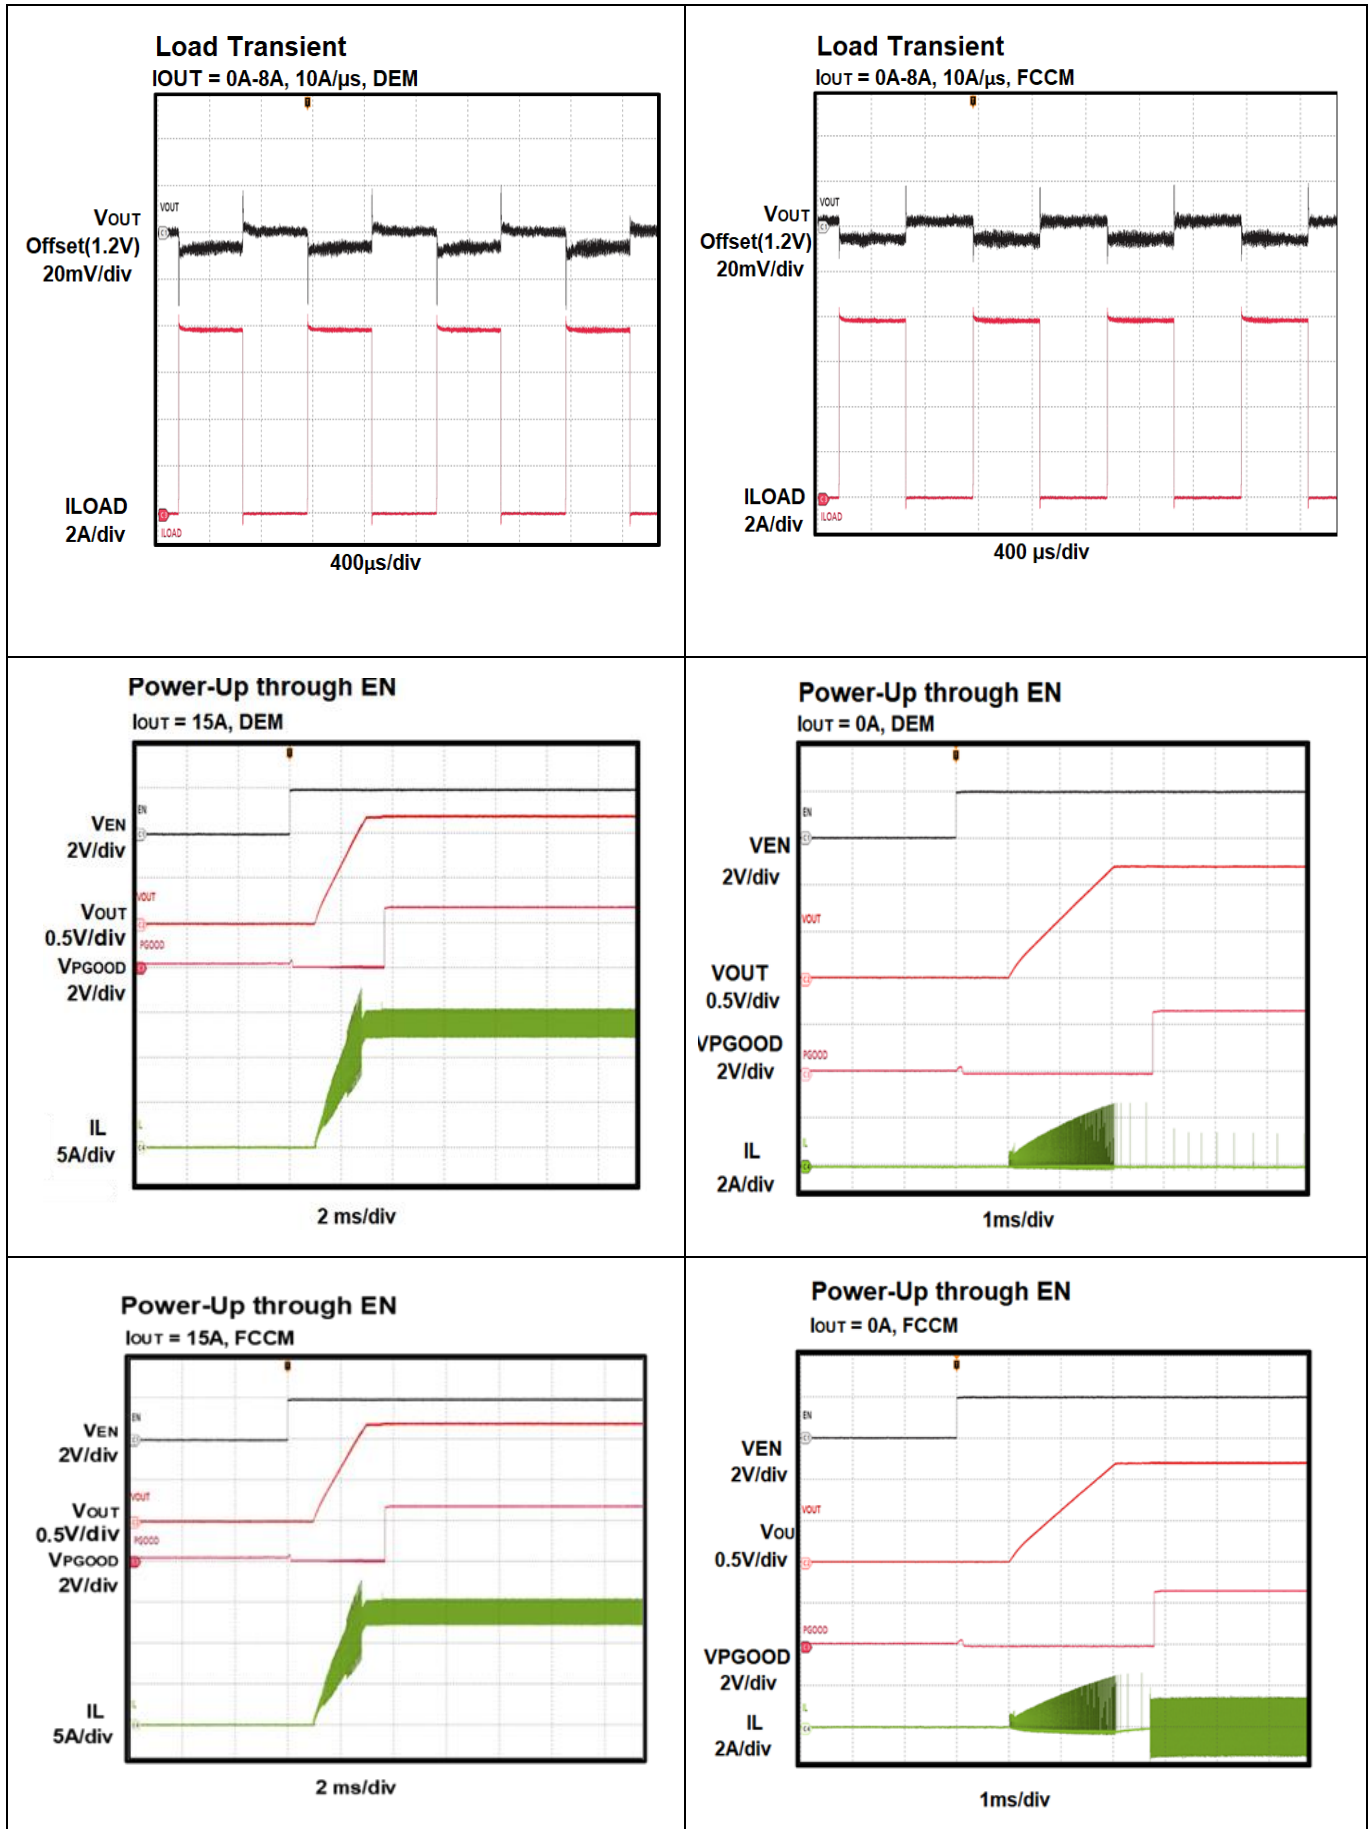 Load Transient
IOUT = 0A-8A, 10A/µs, DEM
VOUT
VOUT
Offset(1.2V)
20mV/div
ILOAD
2A/div
ILOAD
400µs/div
Load Transient
IOUT = 0A-8A, 10A/µs, FCCM
VOUT
VOUT
Offset(1.2V)
20mV/div
ILOAD
2A/div
ILOAD
400 µs/div
Power-Up through EN
IOUT = 15A, DEM
EN
VEN
2V/div
VOUT
VOUT
0.5V/div
PGOOD
VPGOOD
2V/div
IL
5A/div
2 ms/div
Power-Up through EN
IOUT = 0A, DEM
EN
VEN
2V/div
VOUT
VOUT
0.5V/div
VPGOOD
PGOOD
2V/div
IL
IL
2A/div
1ms/div
Power-Up through EN
IOUT = 15A, FCCM
EN
VEN
2V/div
VOUT
VOUT
0.5V/div
PGOOD
VPGOOD
2V/div
IL
5A/div
2 ms/div
Power-Up through EN
IOUT = 0A, FCCM
EN
VEN
2V/div
VOUT
VOU
0.5V/div
PGOOD
VPGOOD
2V/div
IL
2A/div
1ms/div